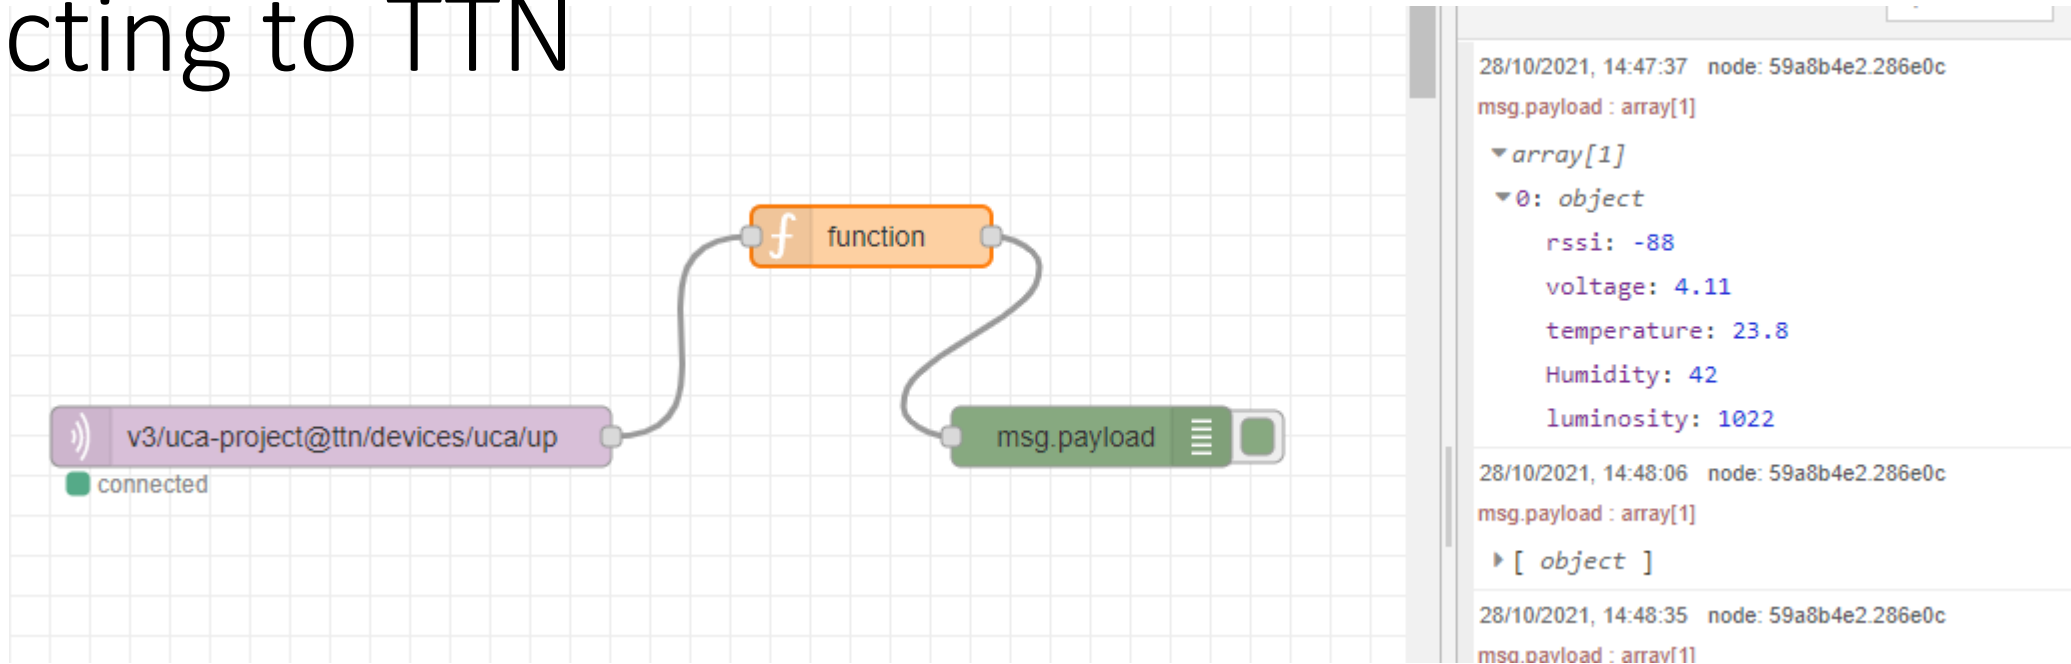 cting to TTN
function
v3/uca-project@ttn/devices/uca/up
connected
msg.payload
28/10/2021, 14:47:37 node: 59a8b4e2.286e0c
msg.payload : array[1]
array[1]
0: object
rssi: -88
voltage: 4.11
temperature: 23.8
Humidity: 42
luminosity: 1022
28/10/2021, 14:48:06 node: 59a8b4e2.286e0c
msg.payload : array[1]
[ object ]
28/10/2021, 14:48:35 node: 59a8b4e2.286e0c
msg.payload : array[1]